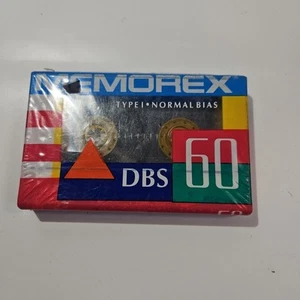 MEMOREX
TYPE I • NORMAL BIAS
DBS 60